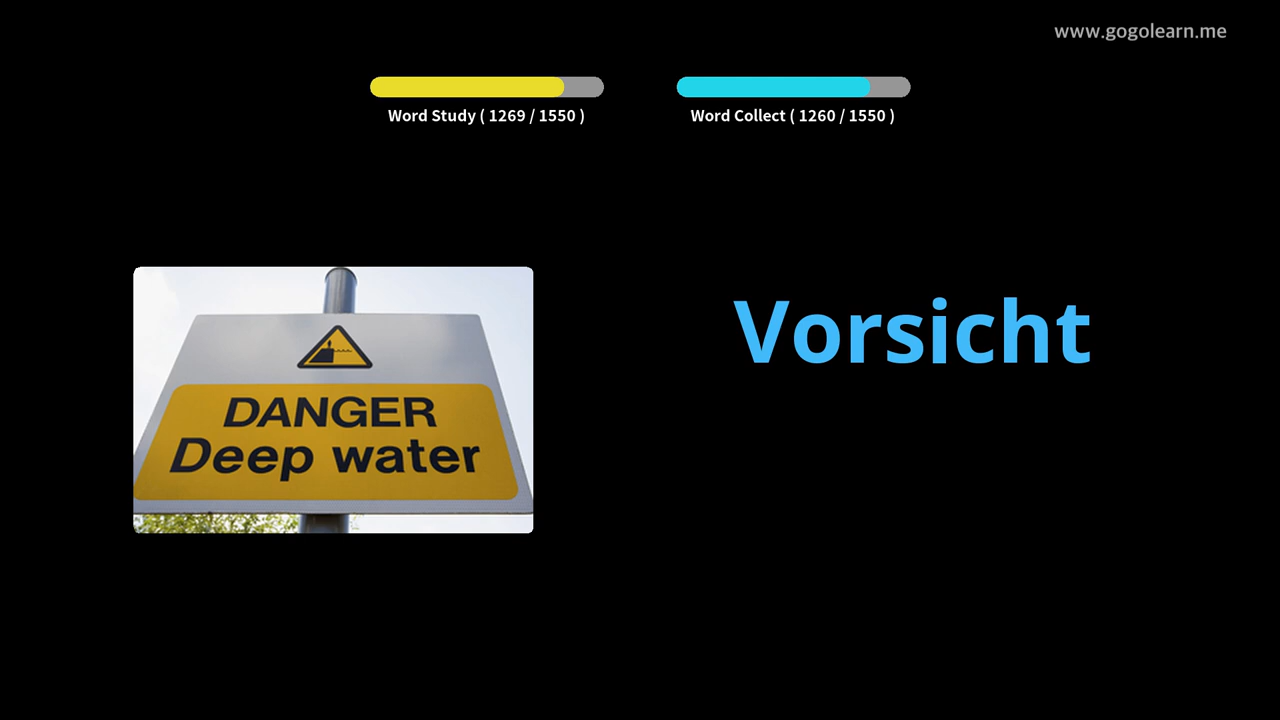 www.gogolearn.me
Word Study ( 1269 / 1550 )
Word Collect ( 1260 / 1550 )
DANGER
Deep water
Vorsicht